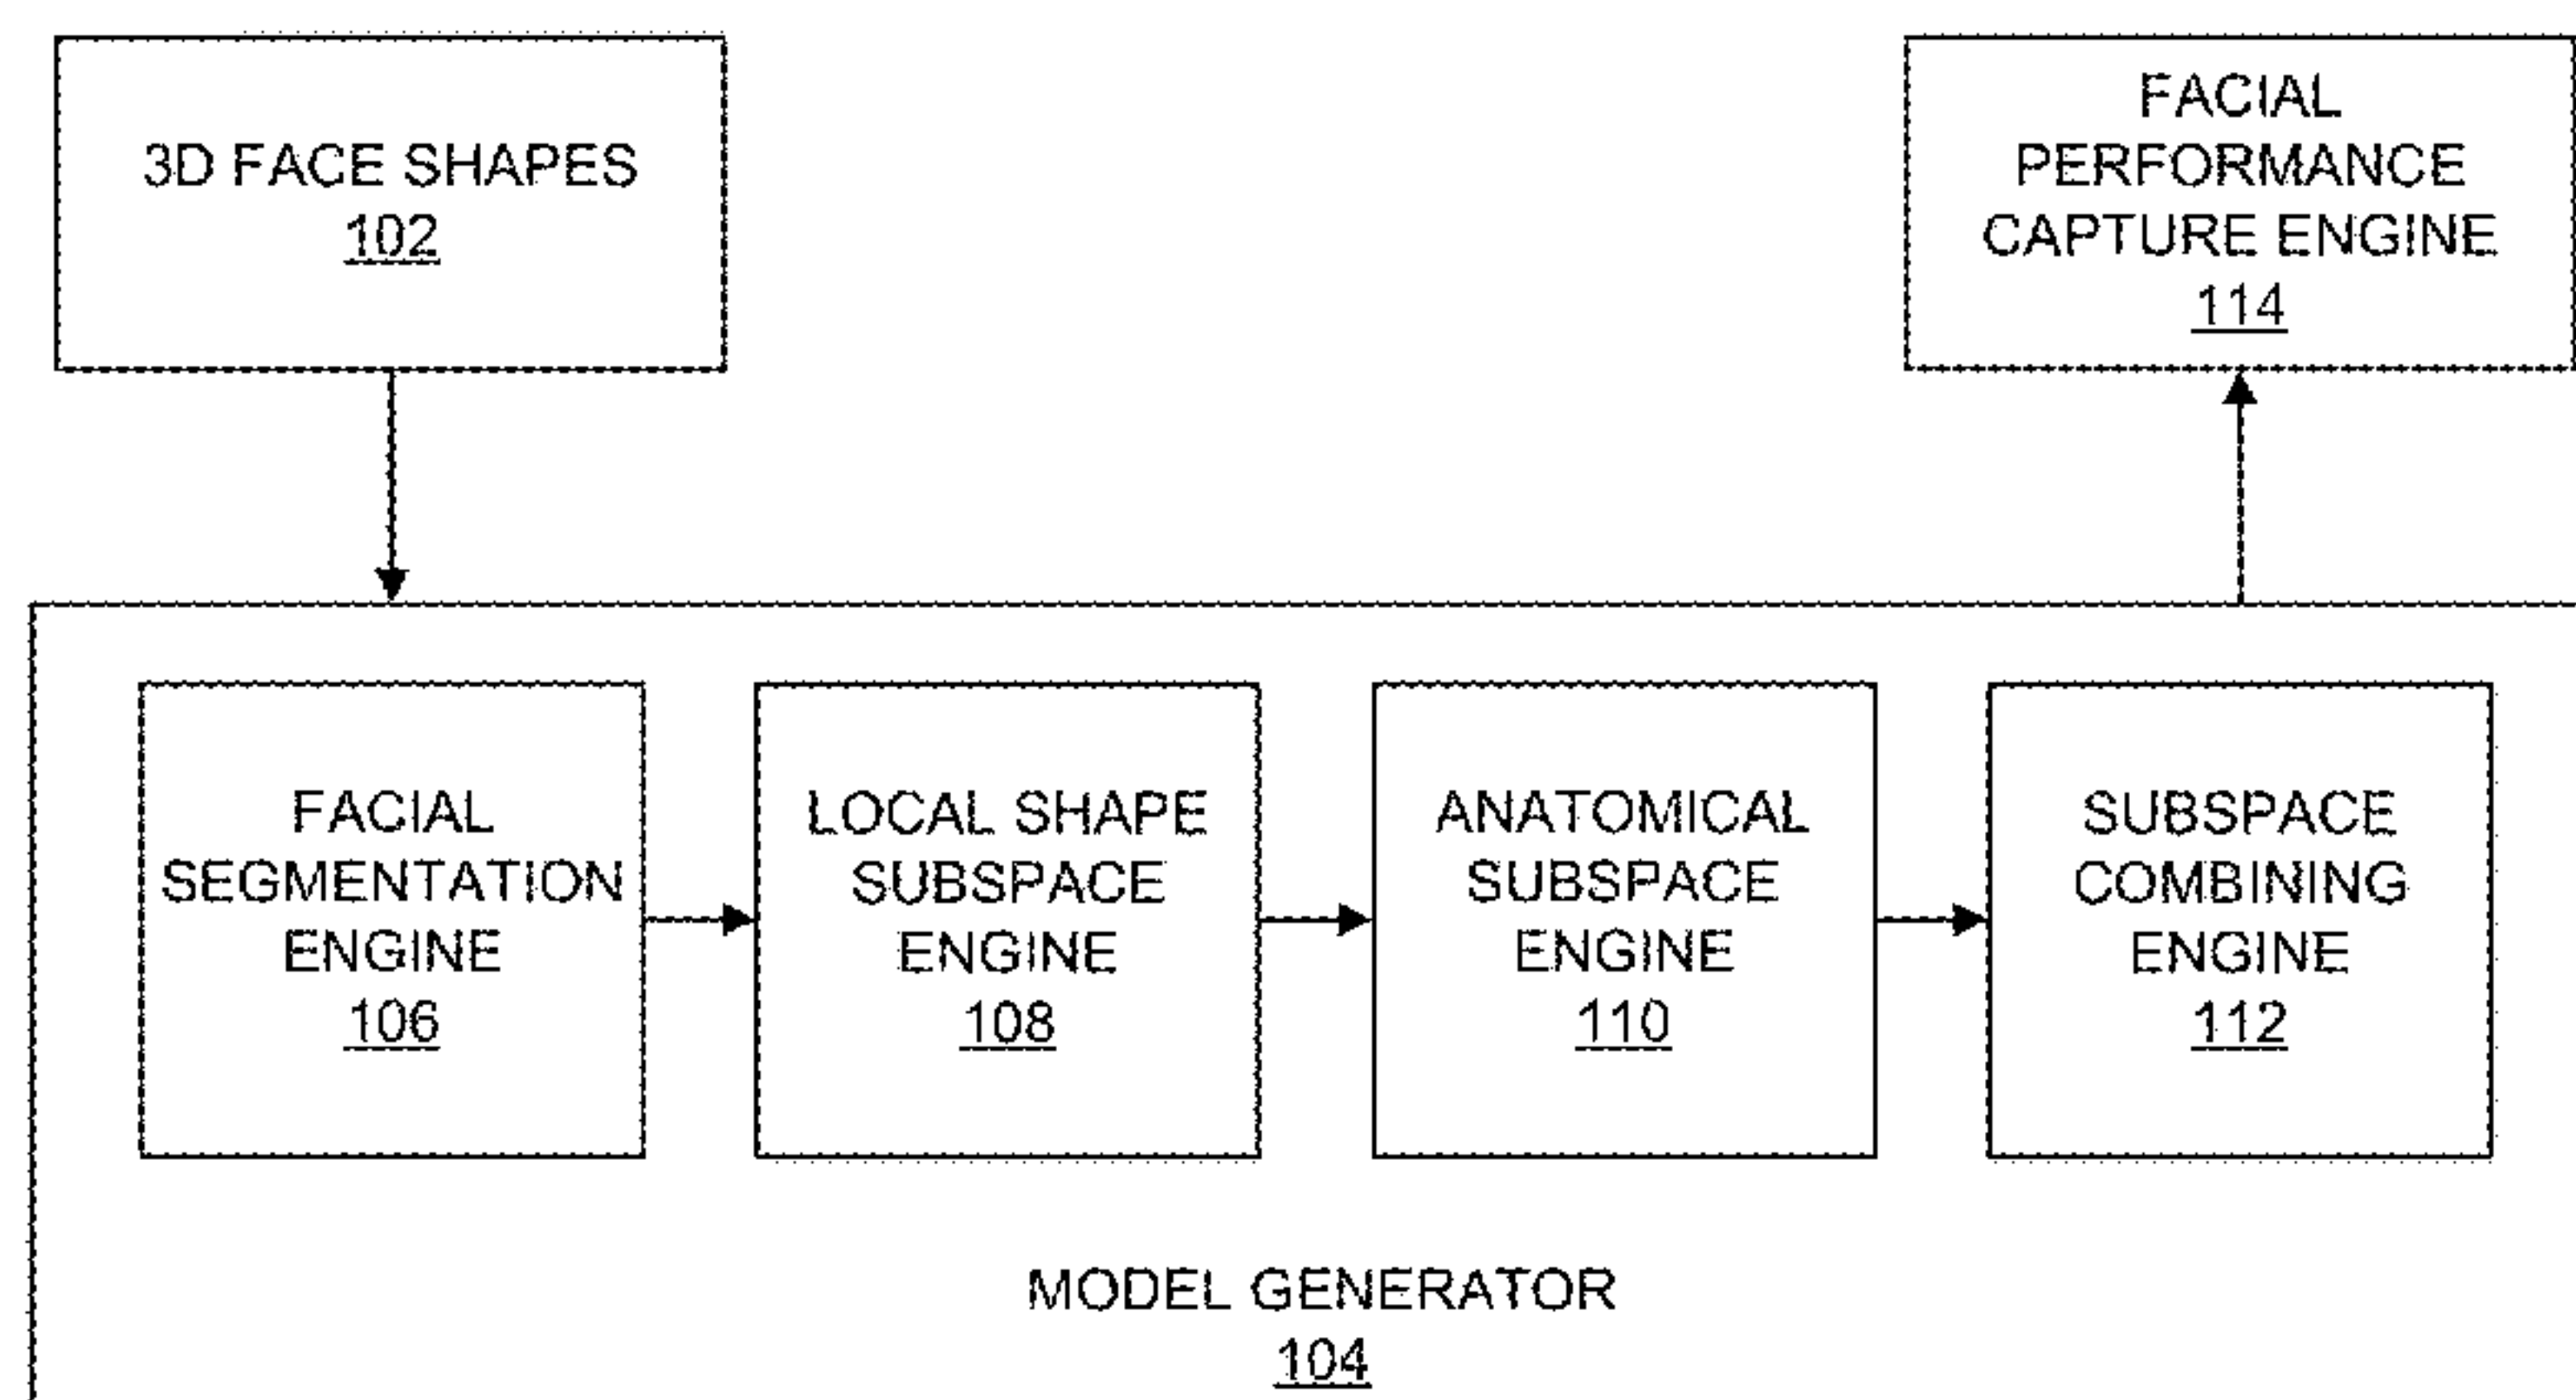 3D FACE SHAPES
102
FACIAL
PERFORMANCE
CAPTURE ENGINE
114
FACIAL
SEGMENTATION
ENGINE
106
LOCAL SHAPE
SUBSPACE
ENGINE
108
ANATOMICAL
SUBSPACE
ENGINE
110
SUBSPACE
COMBINING
ENGINE
112
MODEL GENERATOR
104